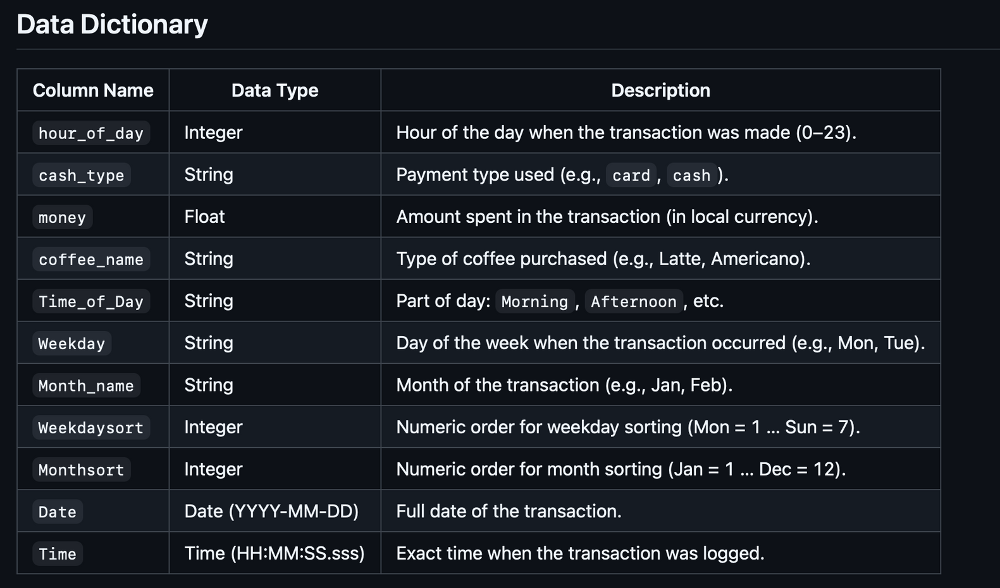 Data Dictionary
Column Name Data Type Description
hour_of_day Integer Hour of the day when the transaction was made (0–23).
cash_type String Payment type used (e.g., card, cash).
money Float Amount spent in the transaction (in local currency).
coffee_name String Type of coffee purchased (e.g., Latte, Americano).
Time_of_Day String Part of day: Morning, Afternoon, etc.
Weekday String Day of the week when the transaction occurred (e.g., Mon, Tue).
Month_name String Month of the transaction (e.g., Jan, Feb).
Weekdaysort Integer Numeric order for weekday sorting (Mon = 1 … Sun = 7).
Monthsort Integer Numeric order for month sorting (Jan = 1 … Dec = 12).
Date Date (YYYY-MM-DD) Full date of the transaction.
Time Time (HH:MM:SS.sss) Exact time when the transaction was logged.